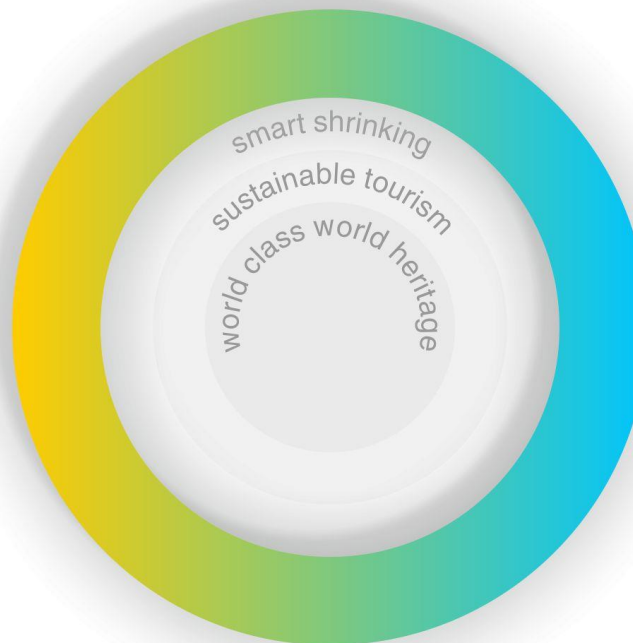 smart shrinking
sustainable tourism
world class world heritage